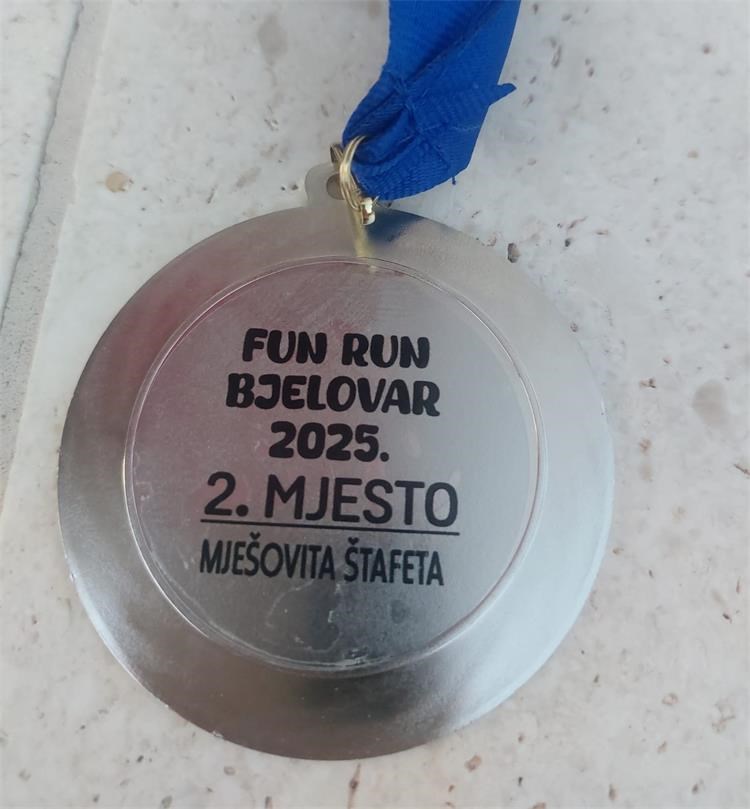 FUN RUN
BJELOVAR
2025.
2. MJESTO
MJEŠOVITA ŠTAFETA